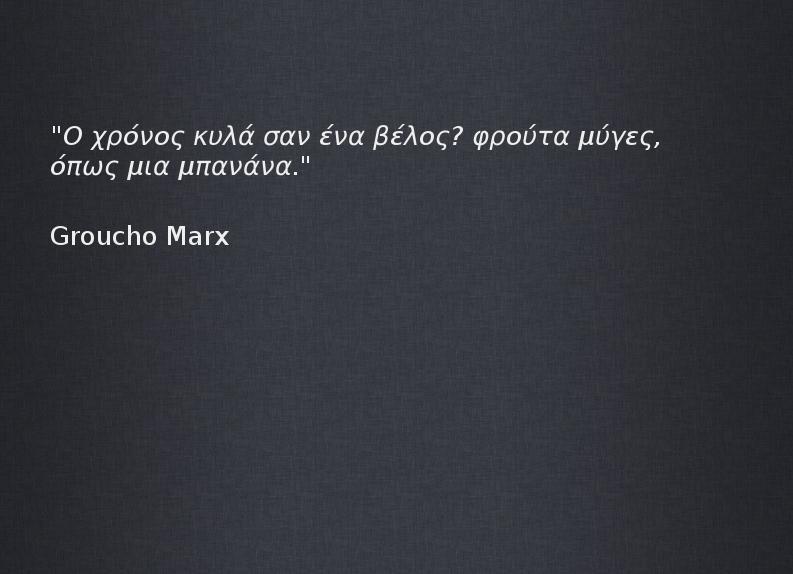 "Ο χρόνος κυλά σαν ένα βέλος? φρούτα μύγες,
όπως μια μπανάνα."
Groucho Marx